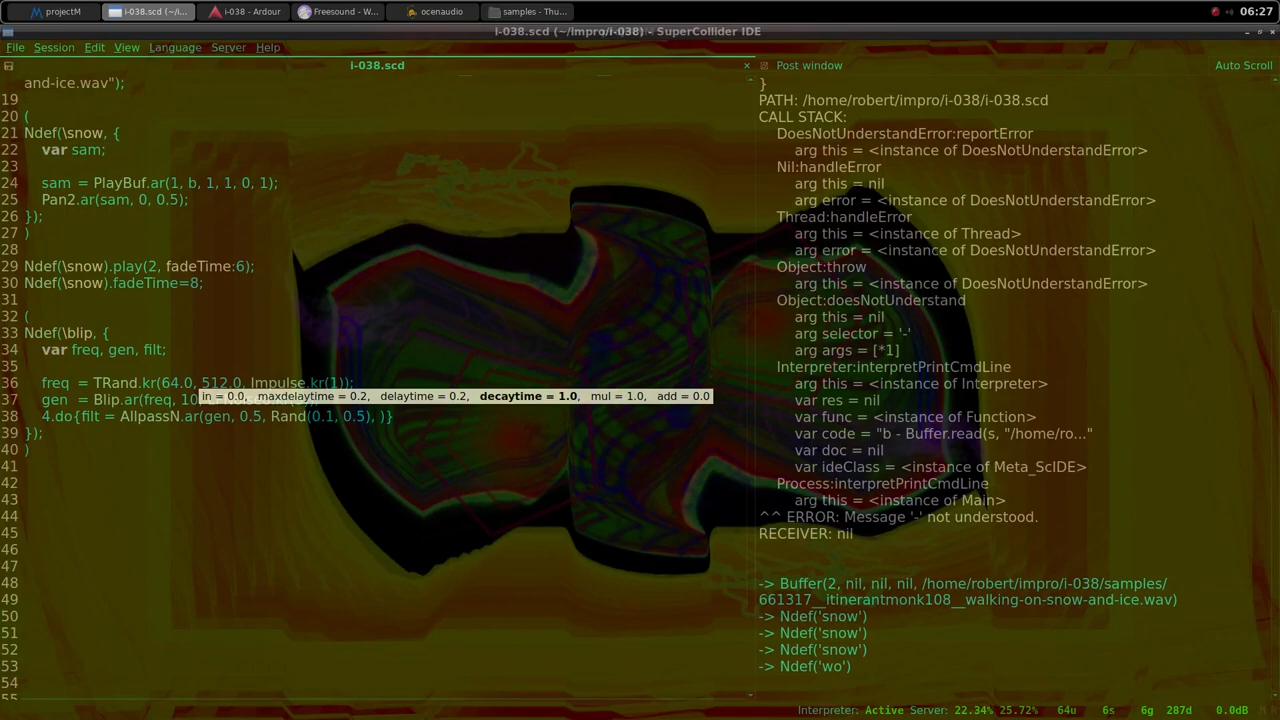 projectM
i-038.scd (~/i...
i-038 - Ardour
Freesound - W...
ocenaudio
samples - Thu...
06:27
i-038.scd (~/impro/i-038) - SuperCollider IDE
File Session Edit View Language Server Help
i-038.scd
Post window
Auto Scroll
and-ice.wav");
19
20 (
21 Ndef(\snow, {
22 var sam;
23
24 sam = PlayBuf.ar(1, b, 1, 1, 0, 1);
25 Pan2.ar(sam, 0, 0.5);
26 });
27 )
28
29 Ndef(\snow).play(2, fadeTime:6);
30 Ndef(\snow).fadeTime=8;
31
32 (
33 Ndef(\blip, {
34 var freq, gen, filt;
35
36 freq = TRand.kr(64.0, 512.0, Impulse.kr(1));
37 gen = Blip.ar(freq, 10
in = 0.0, maxdelaytime = 0.2, delaytime = 0.2, decaytime = 1.0, mul = 1.0, add = 0.0
38 4.do{filt = AllpassN.ar(gen, 0.5, Rand(0.1, 0.5), )}
39 });
40 )
41
42
43
44
45
46
47
48
49
50
51
52
53
54
55
}
PATH: /home/robert/impro/i-038/i-038.scd
CALL STACK:
DoesNotUnderstandError:reportError
arg this = <instance of DoesNotUnderstandError>
Nil:handleError
arg this = nil
arg error = <instance of DoesNotUnderstandError>
Thread:handleError
arg this = <instance of Thread>
arg error = <instance of DoesNotUnderstandError>
Object:throw
arg this = <instance of DoesNotUnderstandError>
Object:doesNotUnderstand
arg this = nil
arg selector = '-'
arg args = [*1]
Interpreter:interpretPrintCmdLine
arg this = <instance of Interpreter>
var res = nil
var func = <instance of Function>
var code = "b - Buffer.read(s, "/home/ro..."
var doc = nil
var ideClass = <instance of Meta_ScIDE>
Process:interpretPrintCmdLine
arg this = <instance of Main>
^^ ERROR: Message '-' not understood.
RECEIVER: nil
-> Buffer(2, nil, nil, nil, /home/robert/impro/i-038/samples/
661317__itinerantmonk108__walking-on-snow-and-ice.wav)
-> Ndef('snow')
-> Ndef('snow')
-> Ndef('snow')
-> Ndef('wo')
Interpreter: Active Server: 22.34% 25.72% 64u 6s 6g 287d 0.0dB